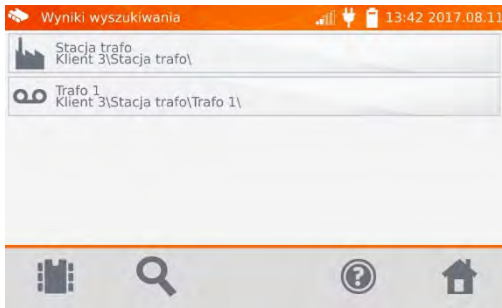 Wyniki wyszukiwania
13:42 2017.08.11
Stacja trafo
Klient 3\Stacja trafo\
Trafo 1
Klient 3\Stacja trafo\Trafo 1\